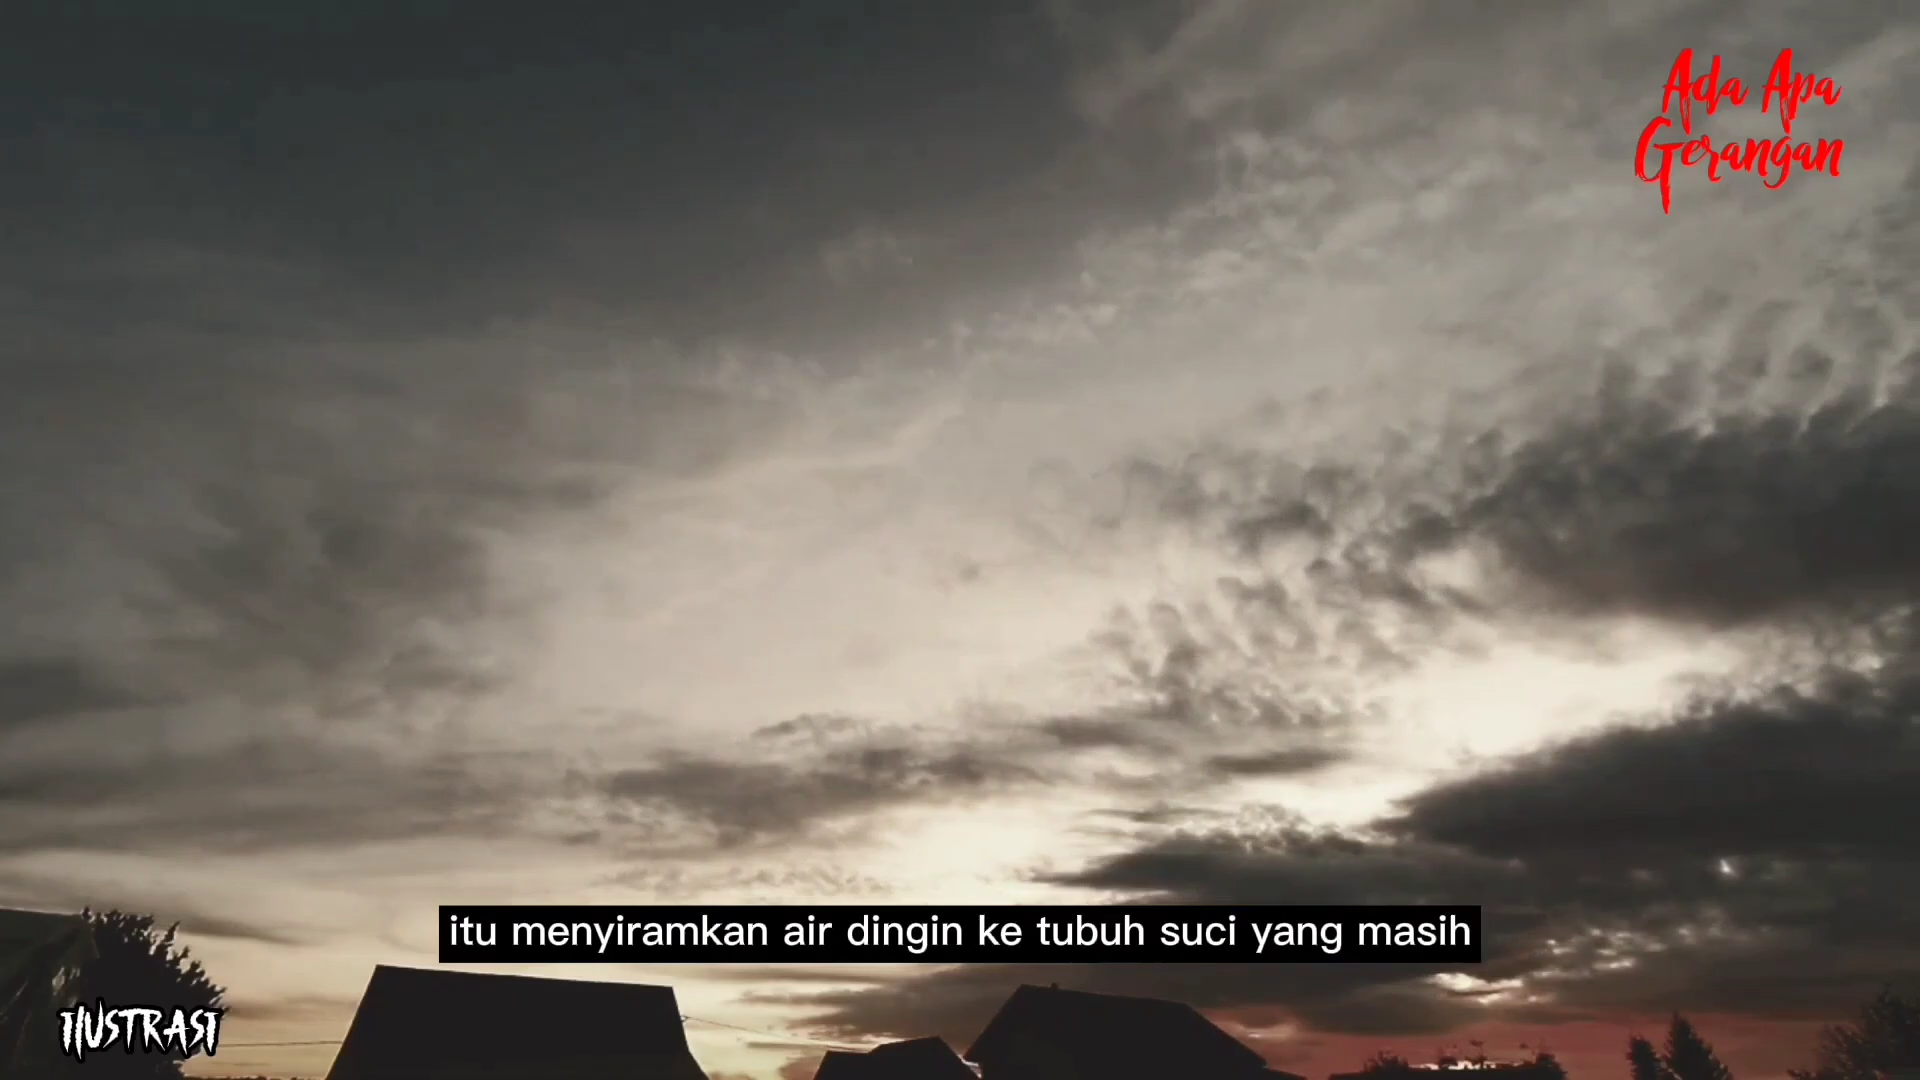 Ada Apa
Gerangan
itu menyiramkan air dingin ke tubuh suci yang masih
ILUSTRASI